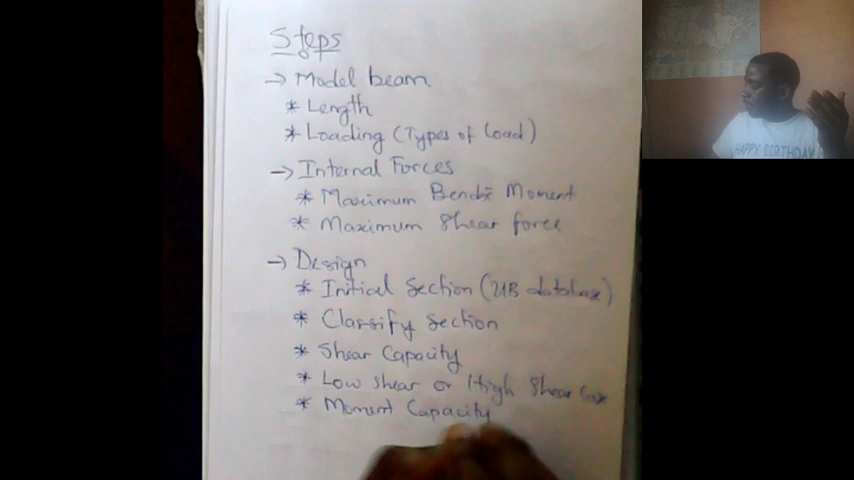 Steps
→ Model beam
* Length
* Loading (Types of Load)
→ Internal Forces
* Maximum Moment
* Maximum Shear force
→ Design
* Initial Section (UB database)
* Classify Section
* Shear Capacity
* Low shear or High Shear
* Moment Capacity
HAPPY BIRTHDAY